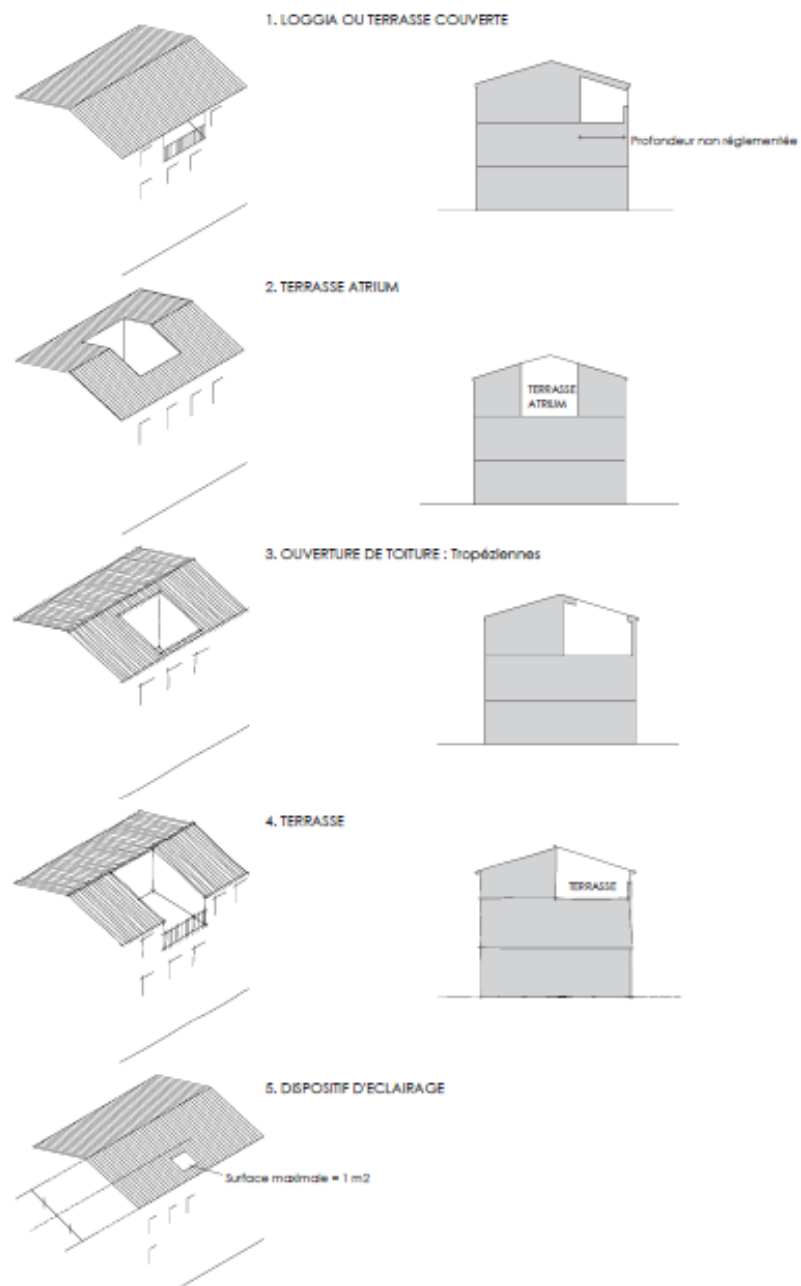 1. LOGGIA OU TERRASSE COUVERTE
Profondeur non réglementée
2. TERRASSE ATRIUM
TERRASSE
ATRIUM
3. OUVERTURE DE TOITURE : Tropéziennes
4. TERRASSE
TERRASSE
5. DISPOSITIF D'ECLAIRAGE
Surface maximale = 1 m2